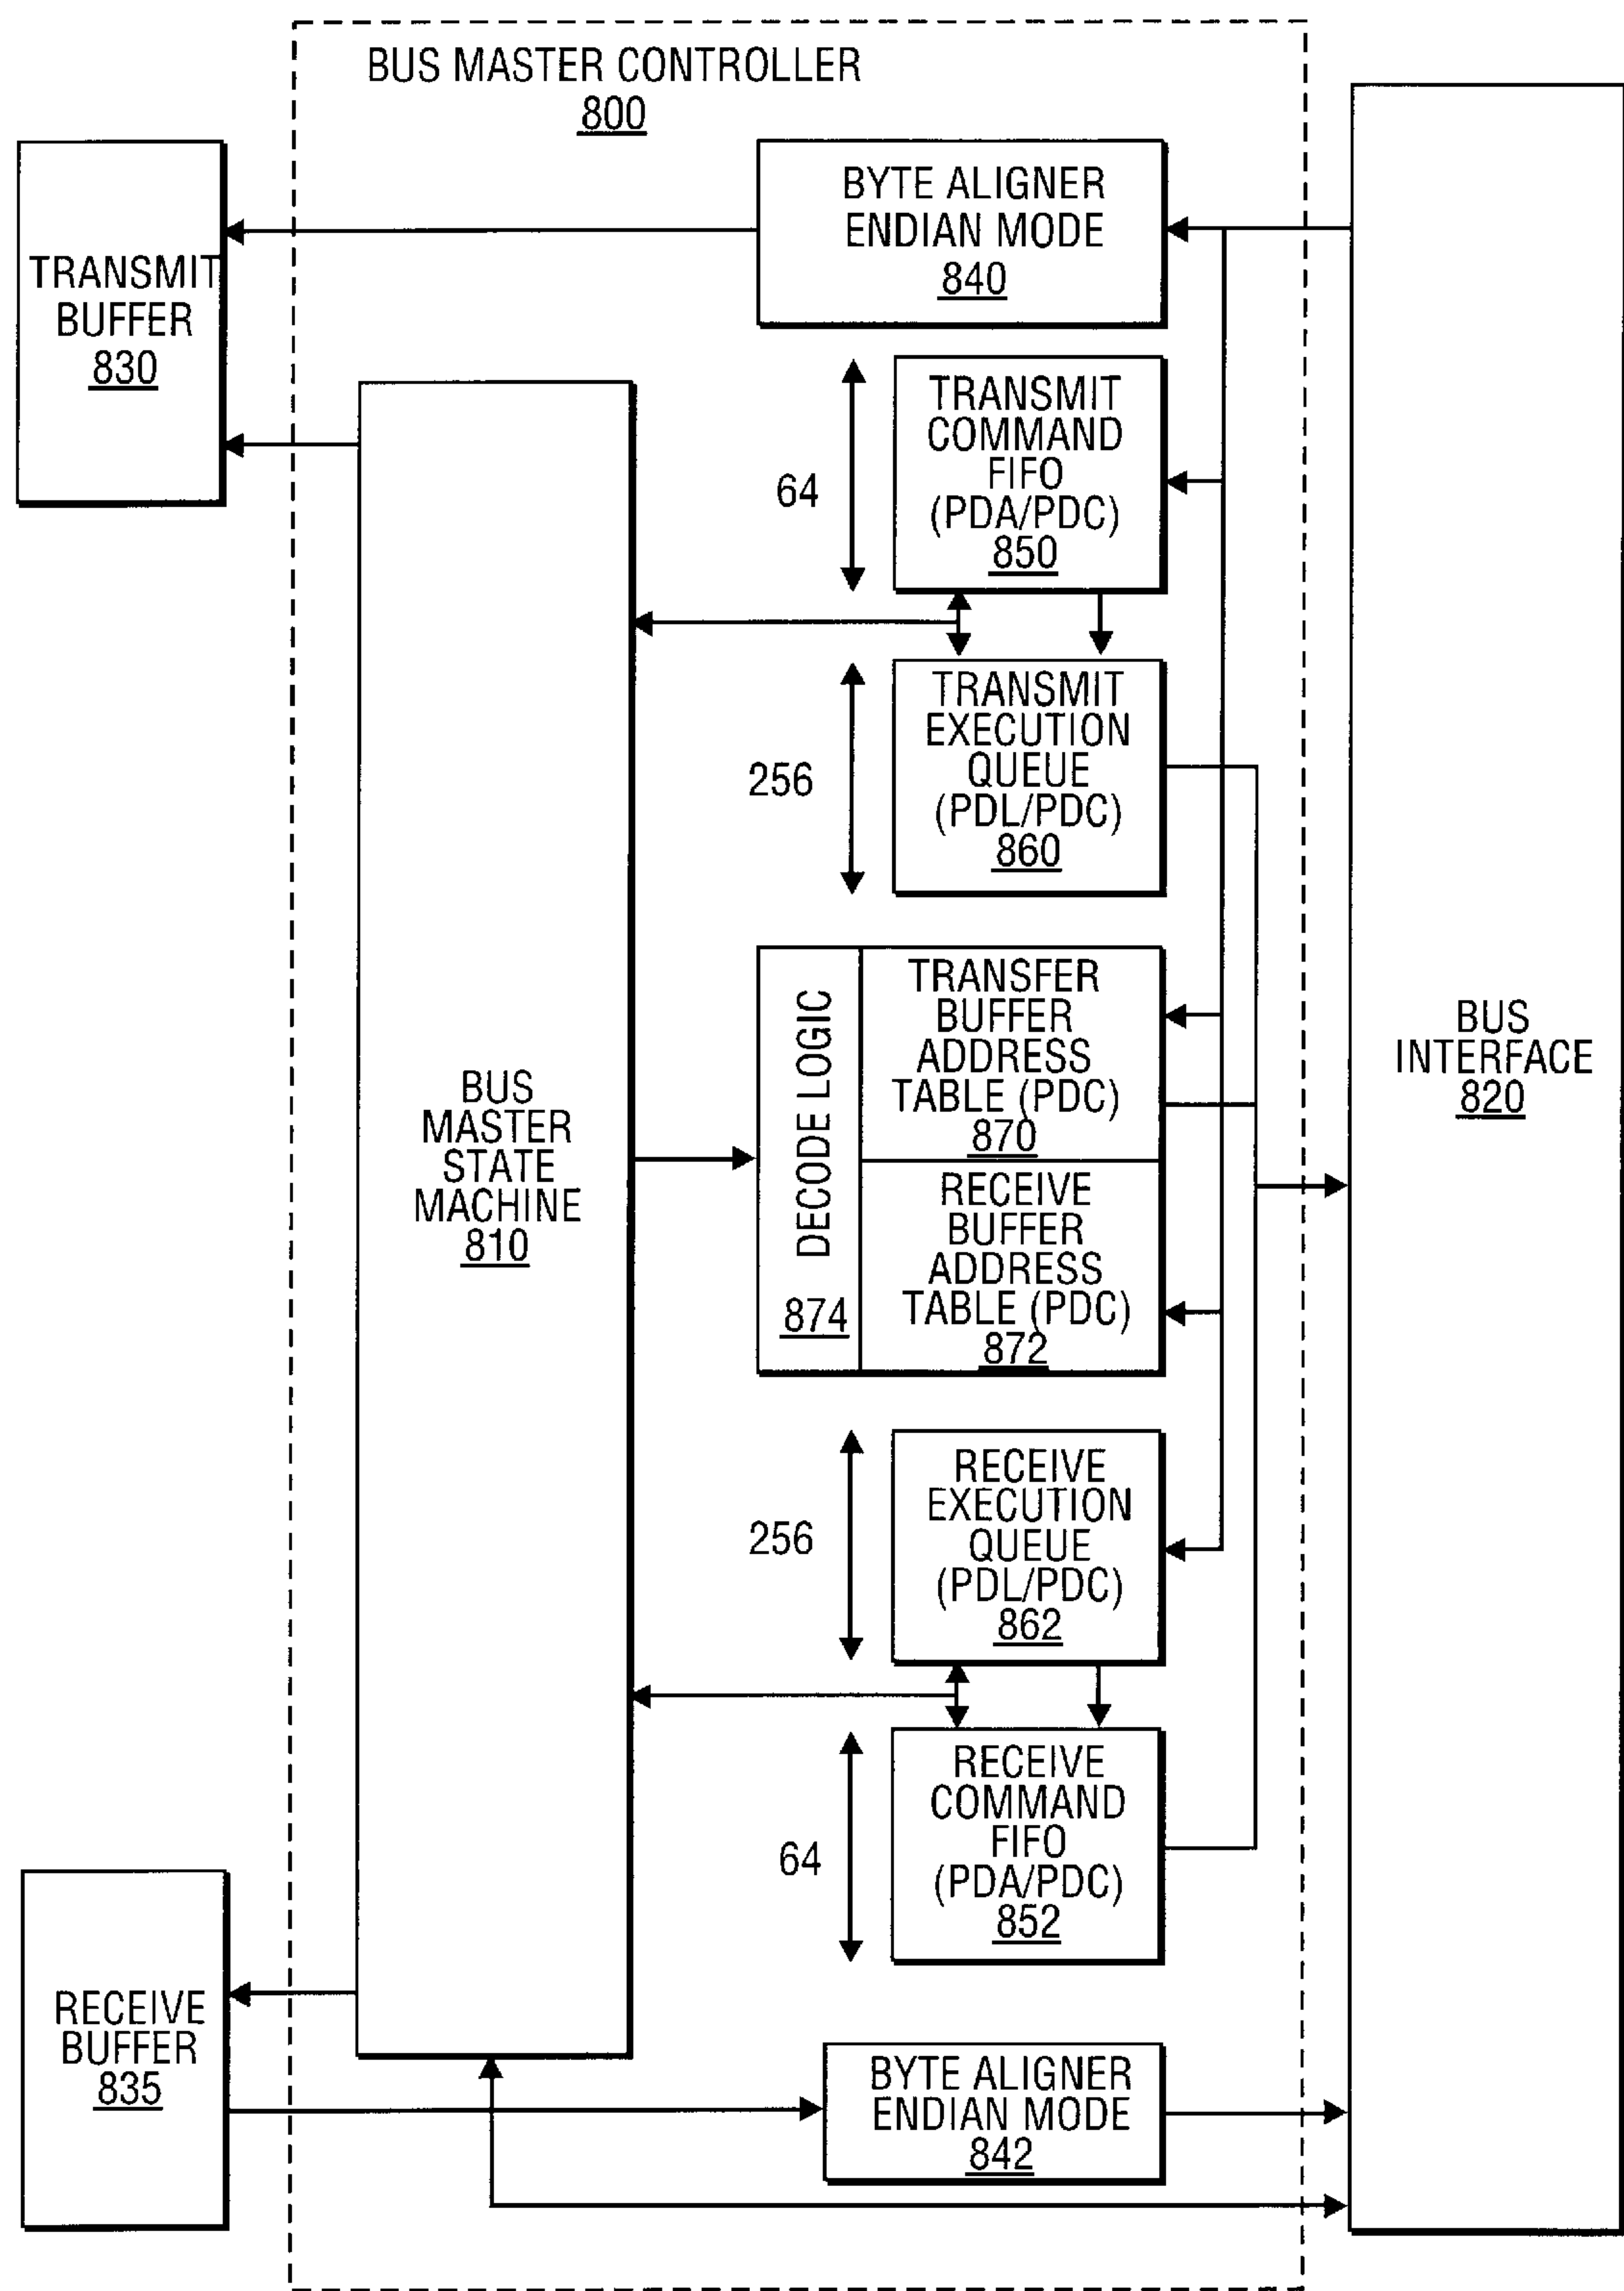 BUS MASTER CONTROLLER
800
BYTE ALIGNER
ENDIAN MODE
840
TRANSMIT
BUFFER
830
TRANSMIT
COMMAND
FIFO
(PDA/PDC)
850
64
TRANSMIT
EXECUTION
QUEUE
(PDL/PDC)
860
256
BUS
MASTER
STATE
MACHINE
810
DECODE LOGIC
874
TRANSFER
BUFFER
ADDRESS
TABLE (PDC)
870
RECEIVE
BUFFER
ADDRESS
TABLE (PDC)
872
BUS
INTERFACE
820
RECEIVE
EXECUTION
QUEUE
(PDL/PDC)
862
256
RECEIVE
COMMAND
FIFO
(PDA/PDC)
852
64
RECEIVE
BUFFER
835
BYTE ALIGNER
ENDIAN MODE
842